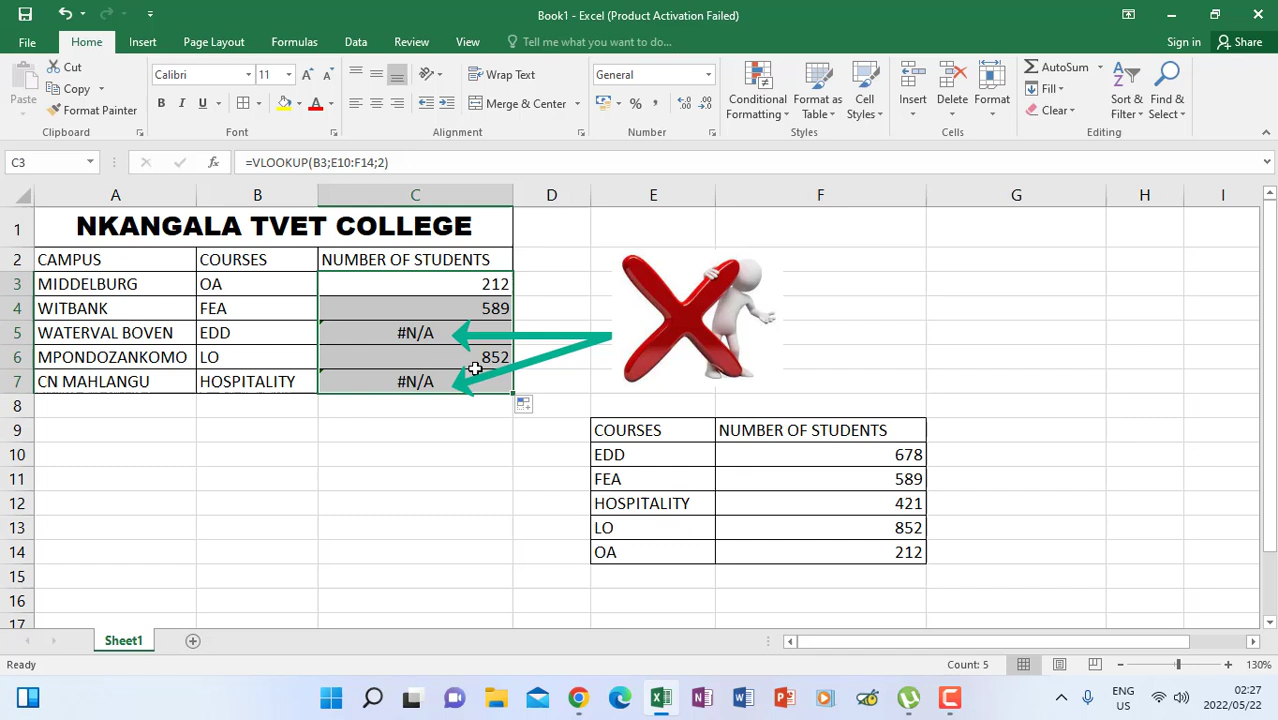 Book1 - Excel (Product Activation Failed)
File Home Insert Page Layout Formulas Data Review View Tell me what you want to do... Sign in Share
Paste Cut Copy Format Painter Clipboard
Calibri 11 A A B I U A Font
Wrap Text Merge & Center Alignment
General % , Number
Conditional Formatting Format as Table Cell Styles Styles
Insert Delete Format Cells
AutoSum Fill Clear Sort & Filter Find & Select Editing
C3 fx =VLOOKUP(B3;E10:F14;2)
A B C D E F G H I
1 NKANGALA TVET COLLEGE
2 CAMPUS COURSES NUMBER OF STUDENTS
3 MIDDELBURG OA 212
4 WITBANK FEA 589
5 WATERVAL BOVEN EDD #N/A
6 MPONDOZANKOMO LO 852
7 CN MAHLANGU HOSPITALITY #N/A
8
9 COURSES NUMBER OF STUDENTS
10 EDD 678
11 FEA 589
12 HOSPITALITY 421
13 LO 852
14 OA 212
15
16
17
Sheet1
Ready Count: 5 130%
ENG US 02:27 2022/05/22